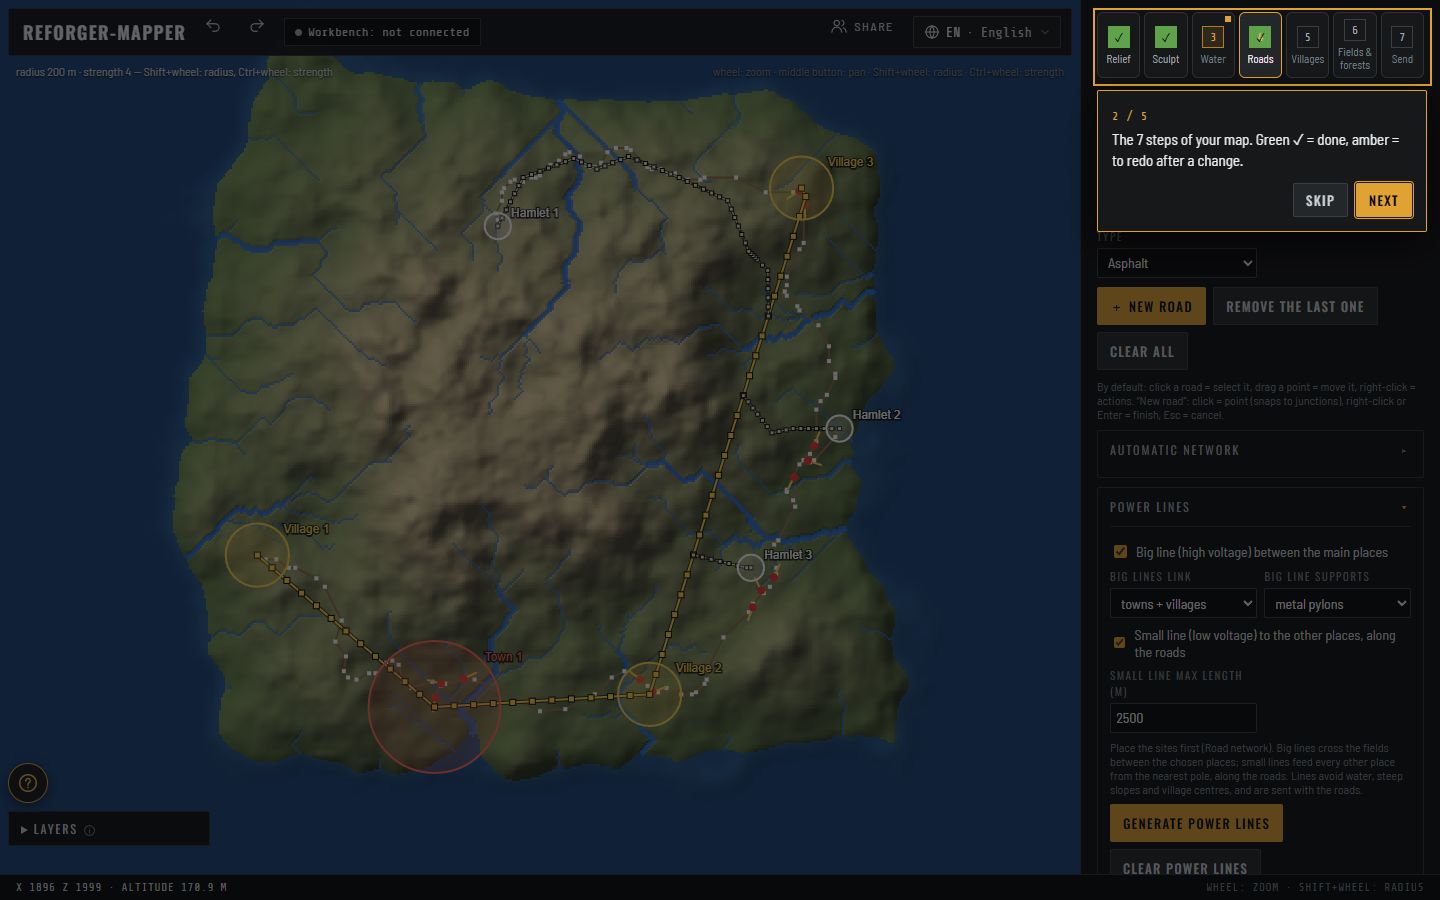 REFORGER-MAPPER
Workbench: not connected
SHARE
EN · English
radius 200 m · strength 4 — Shift+wheel: radius, Ctrl+wheel: strength
wheel: zoom · middle button: pan · Shift+wheel: radius · Ctrl+wheel: strength
✓ ✓ 3 ✓ 5 6 7
Relief Sculpt Water Roads Villages Fields & forests Send
2 / 5
The 7 steps of your map. Green ✓ = done, amber =
to redo after a change.
SKIP NEXT
TYPE
Asphalt
+ NEW ROAD REMOVE THE LAST ONE
CLEAR ALL
By default: click a road = select it, drag a point = move it, right-click =
actions. "New road": click = point (snaps to junctions), right-click or
Enter = finish, Esc = cancel.
AUTOMATIC NETWORK
POWER LINES
Big line (high voltage) between the main places
BIG LINES LINK BIG LINE SUPPORTS
towns + villages metal pylons
Small line (low voltage) to the other places, along
the roads
SMALL LINE MAX LENGTH
(M)
2500
Place the sites first (Road network). Big lines cross the fields
between the chosen places; small lines feed every other place
from the nearest pole, along the roads. Lines avoid water, steep
slopes and village centres, and are sent with the roads.
GENERATE POWER LINES
CLEAR POWER LINES
Village 3
Hamlet 1
Hamlet 2
Village 1
Hamlet 3
Town 1
Village 2
LAYERS
X 1896 Z 1999 · ALTITUDE 170.9 M
WHEEL: ZOOM · SHIFT+WHEEL: RADIUS